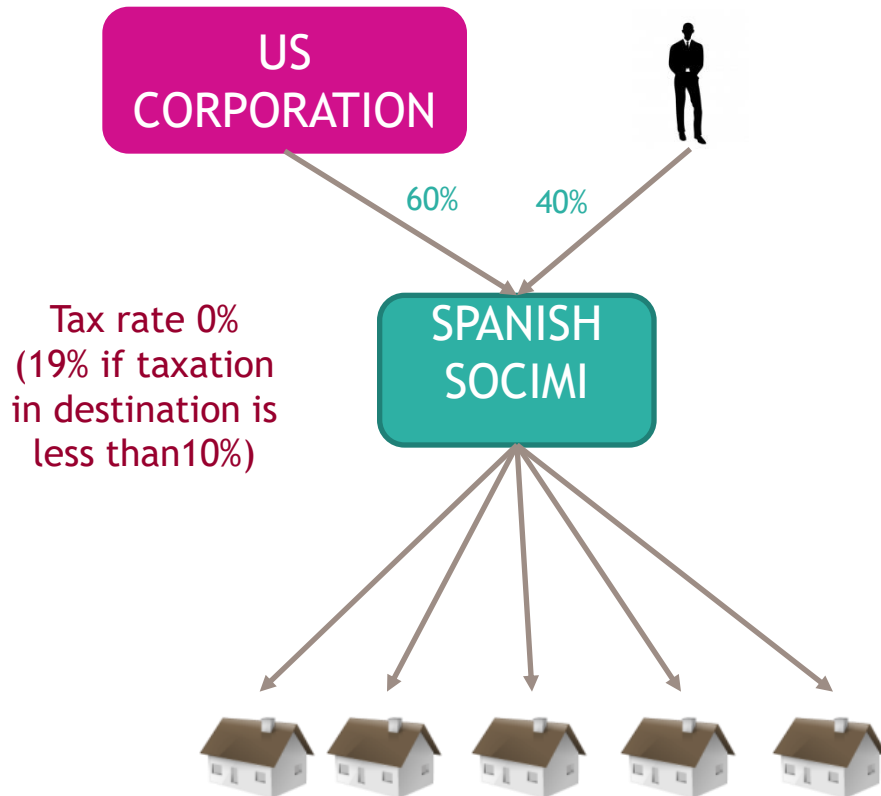 US
CORPORATION
60%
40%
Tax rate 0%
(19% if taxation
in destination is
less than10%)
SPANISH
SOCIMI